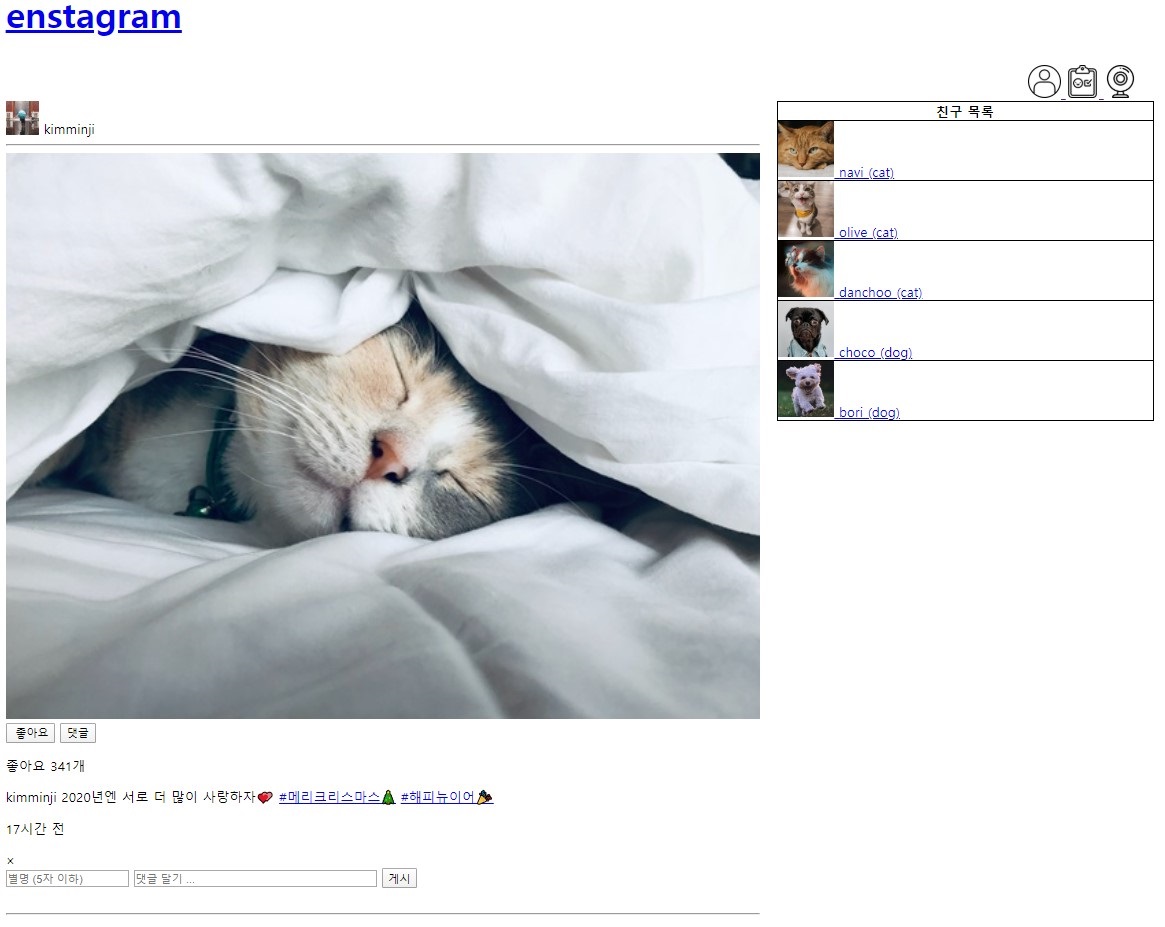 enstagram
kimminji
친구 목록
navi (cat)
olive (cat)
danchoo (cat)
choco (dog)
bori (dog)
좋아요 댓글
좋아요 341개
kimminji 2020년엔 서로 더 많이 사랑하자💕 #메리크리스마스🎄 #해피뉴이어🎉
17시간 전
×
별명 (5자 이하) 댓글 달기 ... 게시